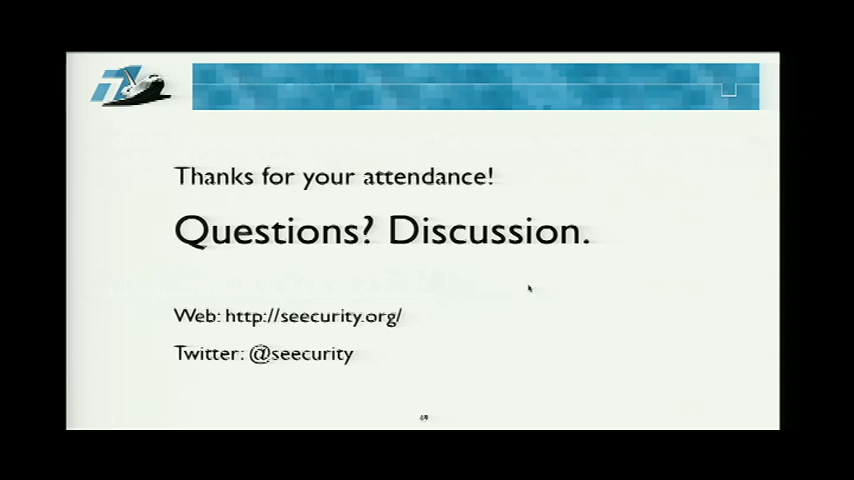 Thanks for your attendance!
Questions? Discussion.
Web: http://seecurity.org/
Twitter: @seecurity